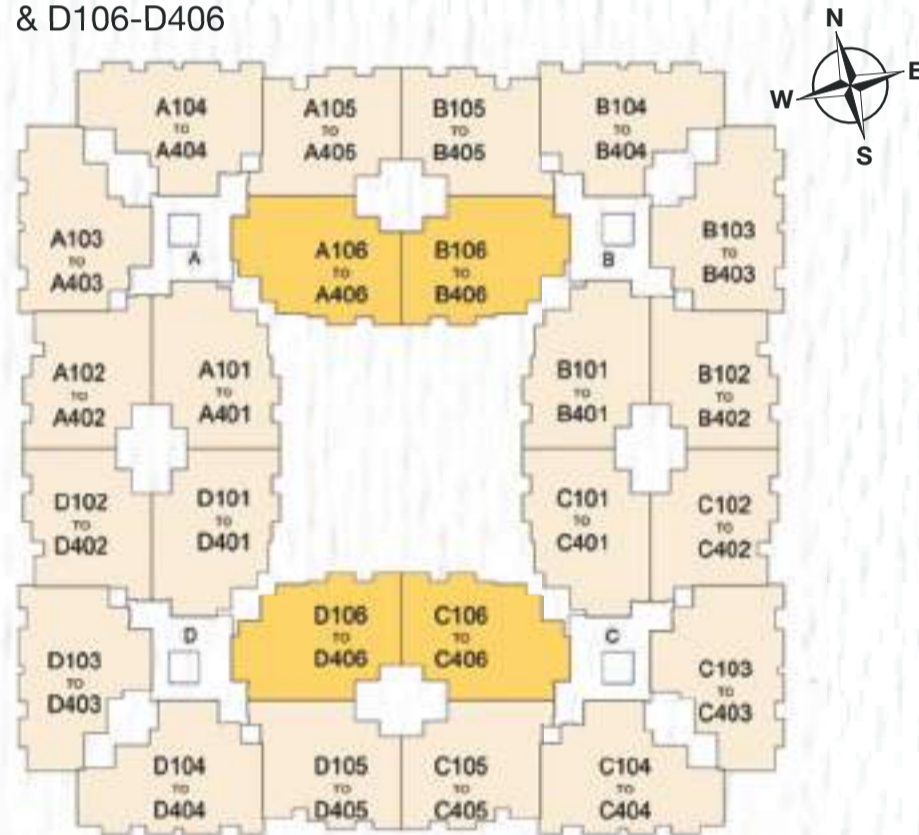 & D106-D406
N
W
E
S
A104
TO
A404
A105
TO
A405
B105
TO
B405
B104
TO
B404
A103
TO
A403
A
A106
TO
A406
B106
TO
B406
B
B103
TO
B403
A102
TO
A402
A101
TO
A401
B101
TO
B401
B102
TO
B402
D102
TO
D402
D101
TO
D401
C101
TO
C401
C102
TO
C402
D103
TO
D403
D
D106
TO
D406
C106
TO
C406
C
C103
TO
C403
D104
TO
D404
D105
TO
D405
C105
TO
C405
C104
TO
C404